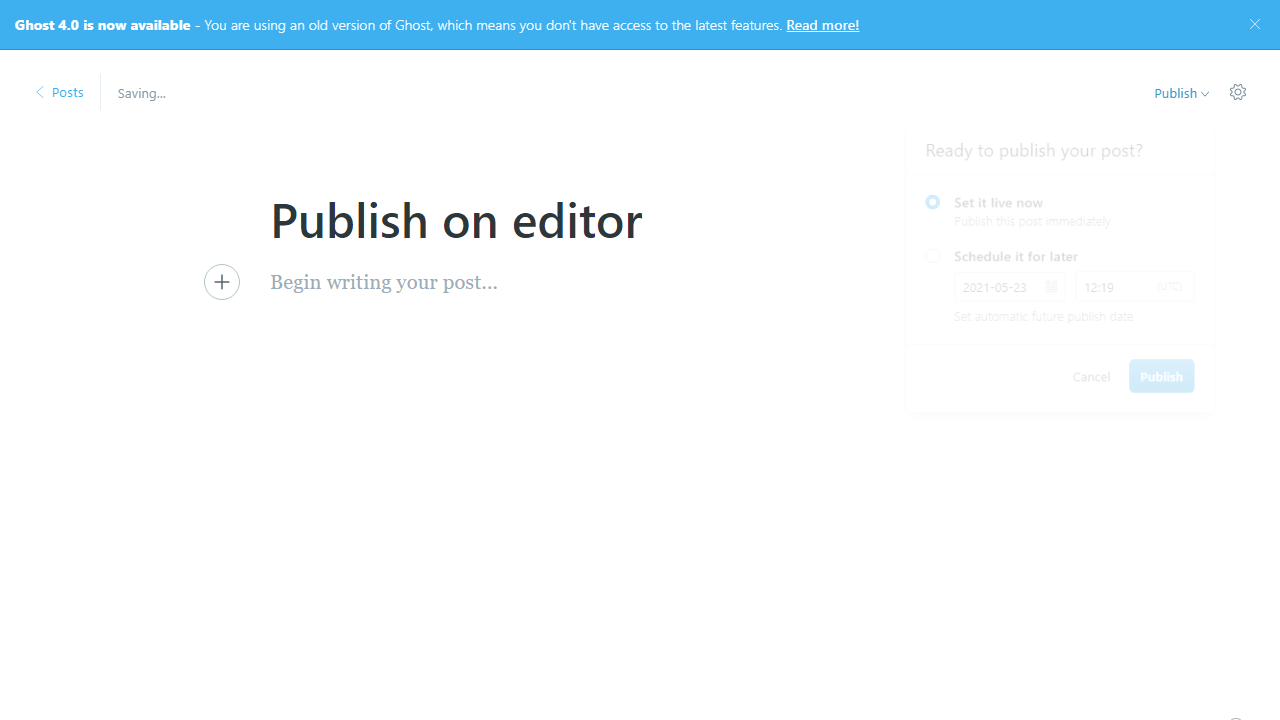 Ghost 4.0 is now available - You are using an old version of Ghost, which means you don't have access to the latest features. Read more!
Posts
Saving...
Publish
Ready to publish your post?
Publish on editor
Set it live now
Publish this post immediately
Schedule it for later
Begin writing your post...
2021-05-23
12:19
(UTC)
Set automatic future publish date
Cancel
Publish